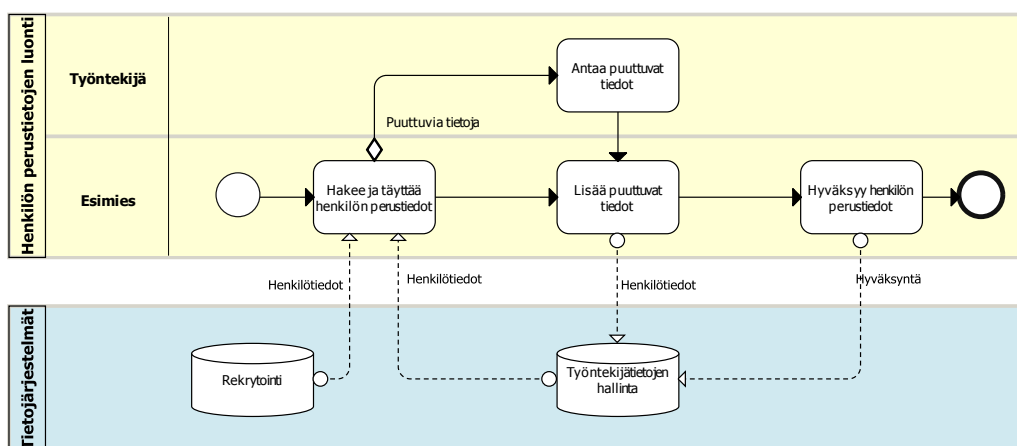 Henkilön perustietojen luonti
Työntekijä
Antaa puuttuvat
tiedot
Puuttuvia tietoja
Esimies
Hakee ja täyttää
henkilön perustiedot
Lisää puuttuvat
tiedot
Hyväksyy henkilön
perustiedot
Henkilötiedot
Henkilötiedot
Henkilötiedot
Hyväksyntä
Tietojärjestelmät
Rekrytointi
Työntekijätietojen
hallinta